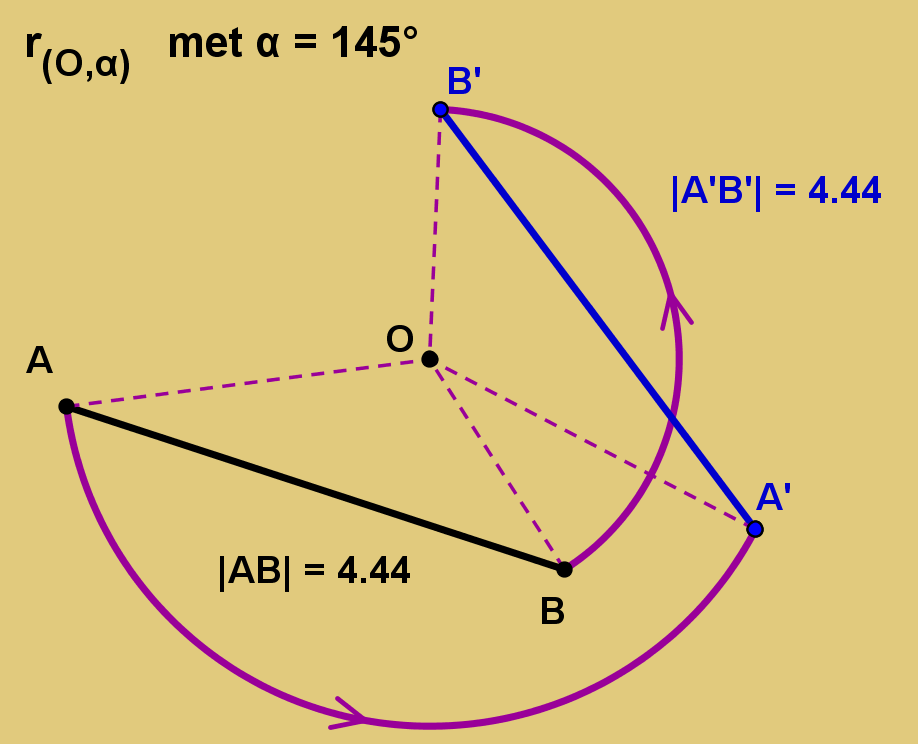 r(O,α) met α = 145°
B'
|A'B'| = 4.44
O
A
A'
|AB| = 4.44
B